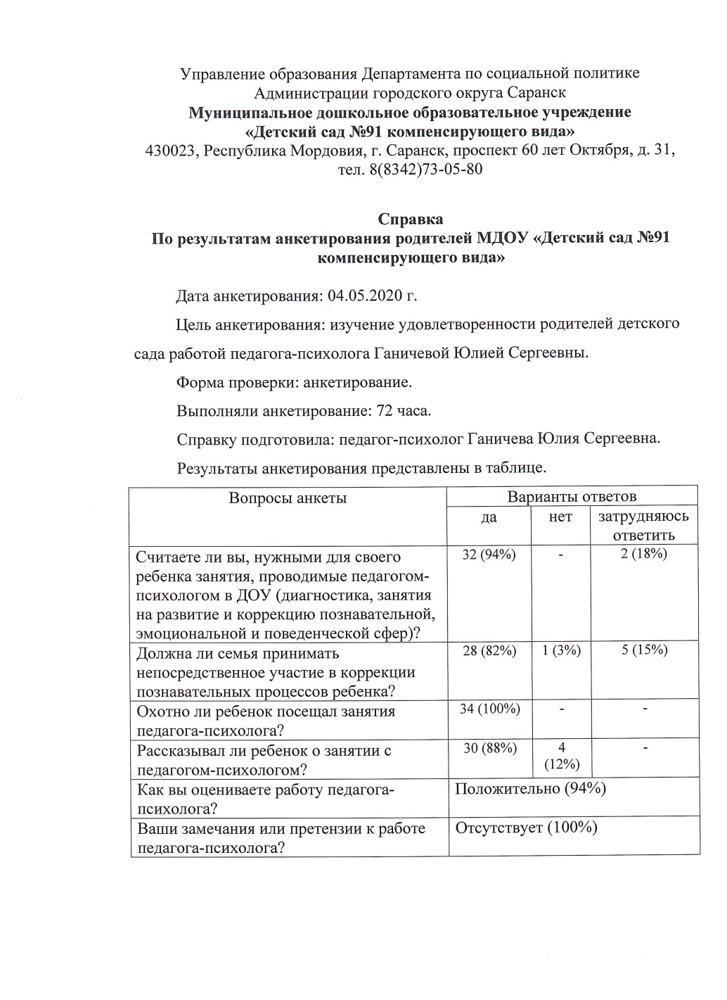 Управление образования Департамента по социальной политике
Администрации городского округа Саранск
Муниципальное дошкольное образовательное учреждение
«Детский сад №91 компенсирующего вида»
430023, Республика Мордовия, г. Саранск, проспект 60 лет Октября, д. 31,
тел. 8(8342)73-05-80
Справка
По результатам анкетирования родителей МДОУ «Детский сад №91
компенсирующего вида»
Дата анкетирования: 04.05.2020 г.
Цель анкетирования: изучение удовлетворенности родителей детского
сада работой педагога-психолога Ганичевой Юлией Сергеевны.
Форма проверки: анкетирование.
Выполняли анкетирование: 72 часа.
Справку подготовила: педагог-психолог Ганичева Юлия Сергеевна.
Результаты анкетирования представлены в таблице.
Вопросы анкеты
Варианты ответов
да
нет
затрудняюсь
ответить
Считаете ли вы, нужными для своего
ребенка занятия, проводимые педагогом-
психологом в ДОУ (диагностика, занятия
на развитие и коррекцию познавательной,
эмоциональной и поведенческой сфер)?
32 (94%)
-
2 (18%)
Должна ли семья принимать
непосредственное участие в коррекции
познавательных процессов ребенка?
28 (82%)
1 (3%)
5 (15%)
Охотно ли ребенок посещал занятия
педагога-психолога?
34 (100%)
-
-
Рассказывал ли ребенок о занятии с
педагогом-психологом?
30 (88%)
4
(12%)
-
Как вы оцениваете работу педагога-
психолога?
Положительно (94%)
Ваши замечания или претензии к работе
педагога-психолога?
Отсутствует (100%)